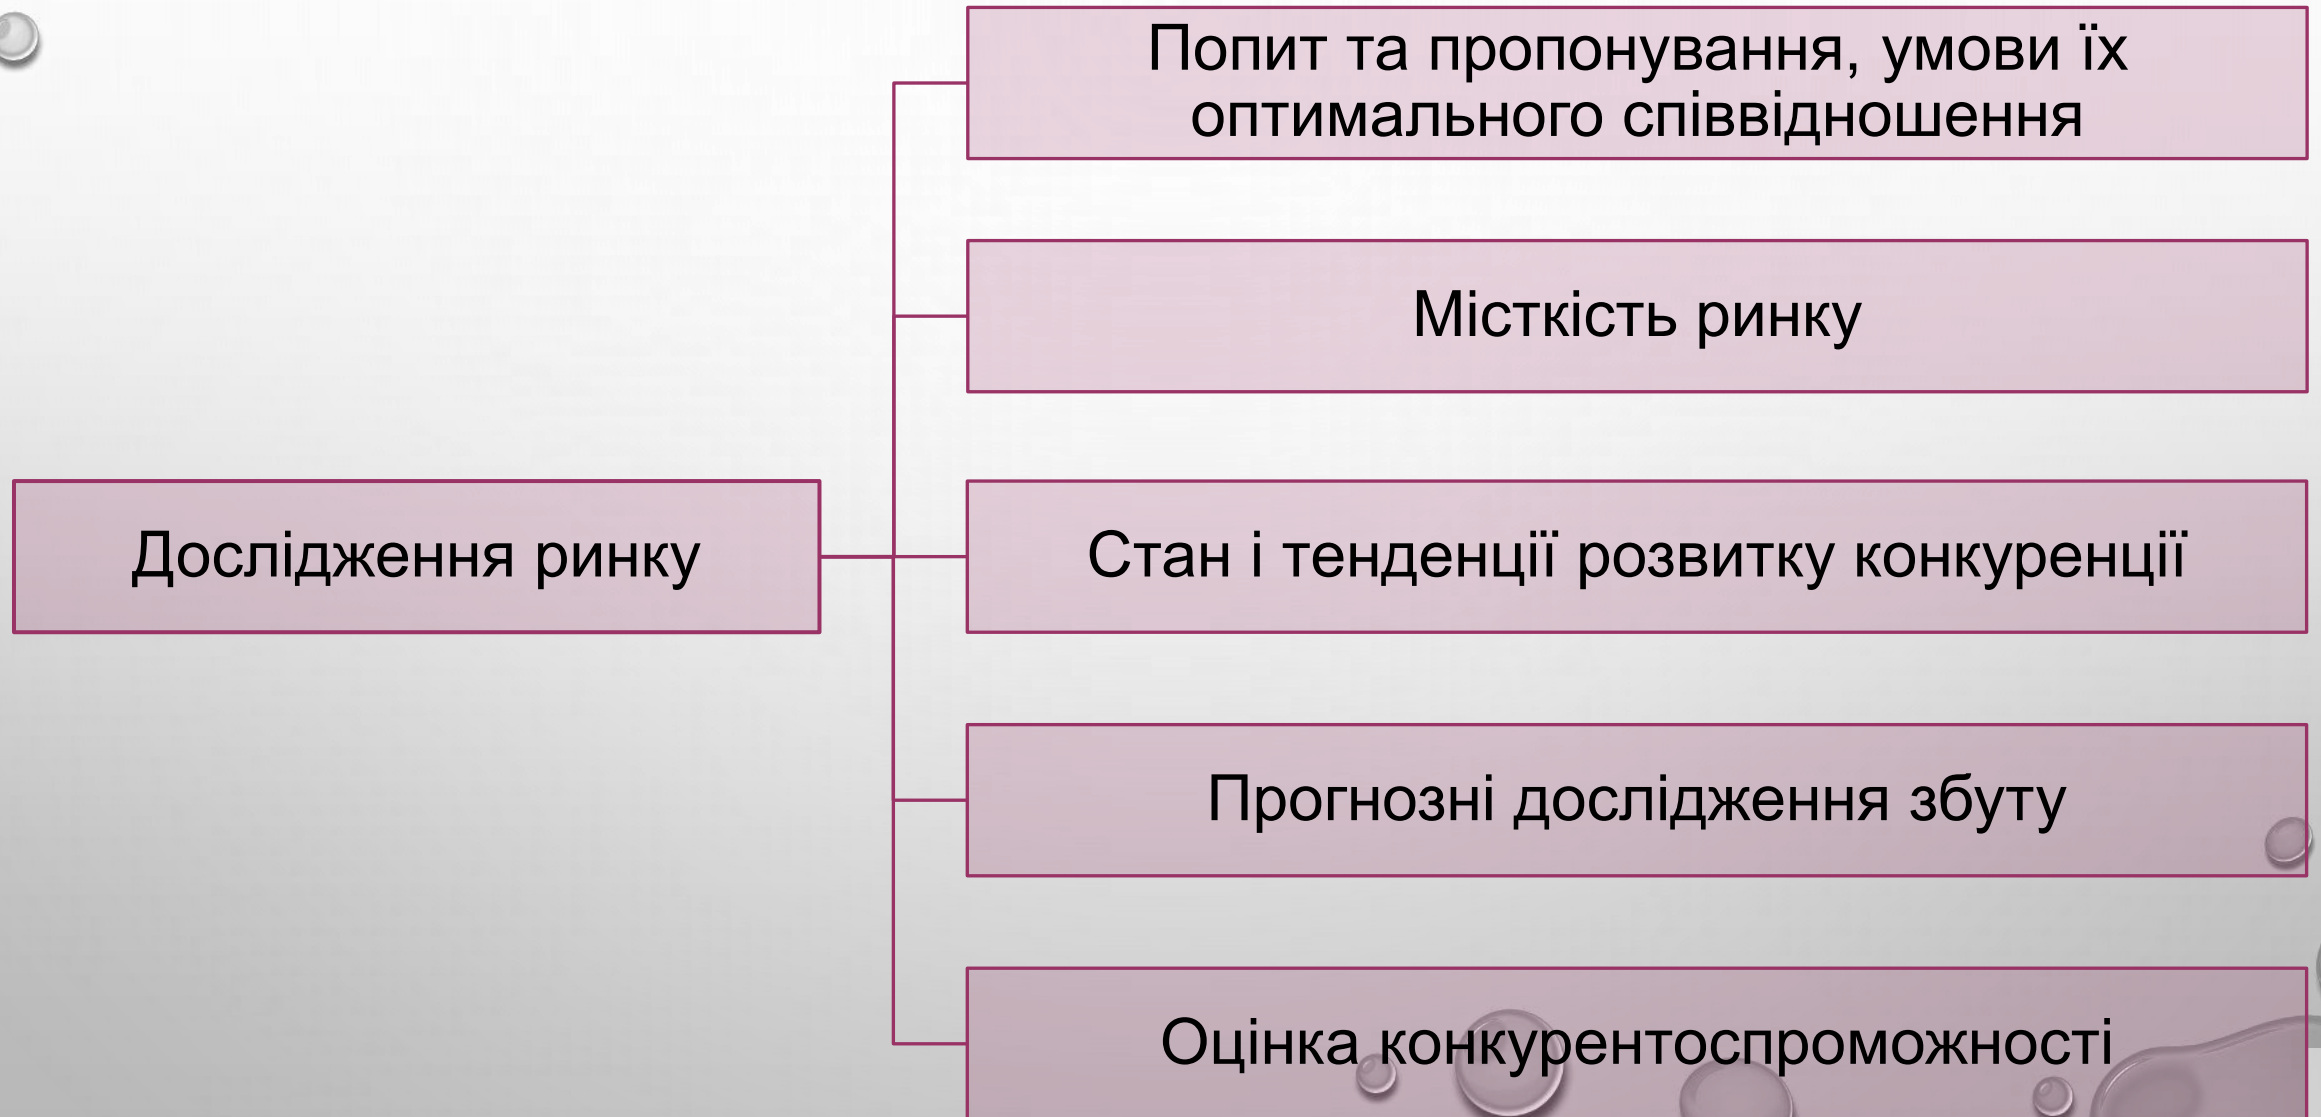 Попит та пропонування, умови їх
оптимального співвідношення
Місткість ринку
Дослідження ринку
Стан і тенденції розвитку конкуренції
Прогнозні дослідження збуту
Оцінка конкурентоспроможності